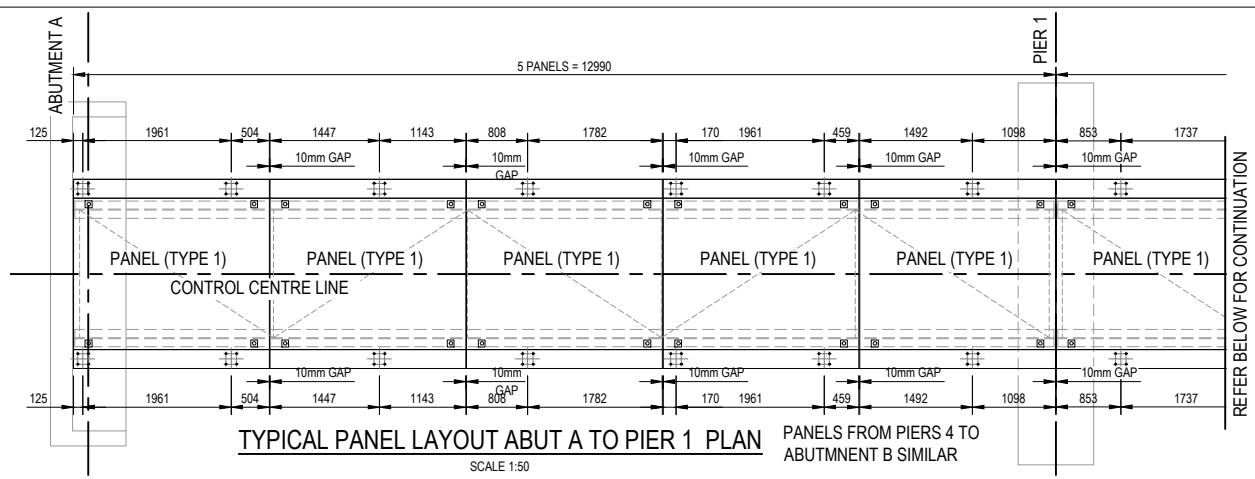 ABUTMENT A
PIER 1
5 PANELS = 12990
125 1961 504 1447 1143 808 1782 170 1961 459 1492 1098 853 1737
10mm GAP 10mm GAP 10mm GAP 10mm GAP 10mm GAP
PANEL (TYPE 1) PANEL (TYPE 1) PANEL (TYPE 1) PANEL (TYPE 1) PANEL (TYPE 1) PANEL (TYPE 1)
CONTROL CENTRE LINE
REFER BELOW FOR CONTINUATION
10mm GAP 10mm GAP 10mm GAP 10mm GAP 10mm GAP
125 1961 504 1447 1143 808 1782 170 1961 459 1492 1098 853 1737
TYPICAL PANEL LAYOUT ABUT A TO PIER 1 PLAN
SCALE 1:50
PANELS FROM PIERS 4 TO
ABUTMNENT B SIMILAR